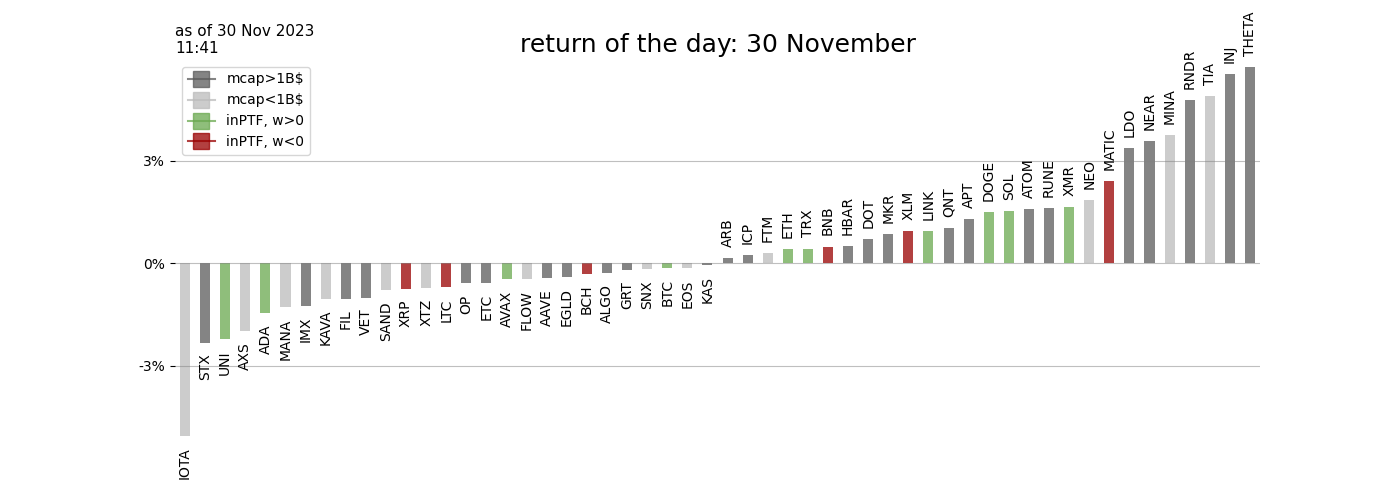 as of 30 Nov 2023
11:41
return of the day: 30 November
mcap>1B$
mcap<1B$
inPTF, w>0
inPTF, w<0
3%
0%
-3%
IOTA
STX
UNI
AXS
ADA
MANA
IMX
KAVA
FIL
VET
SAND
XRP
XTZ
LTC
OP
ETC
AVAX
FLOW
AAVE
EGLD
BCH
ALGO
GRT
SNX
BTC
EOS
KAS
ARB
ICP
FTM
ETH
TRX
BNB
HBAR
DOT
MKR
XLM
LINK
QNT
APT
DOGE
SOL
ATOM
RUNE
XMR
NEO
MATIC
LDO
NEAR
MINA
RNDR
TIA
INJ
THETA